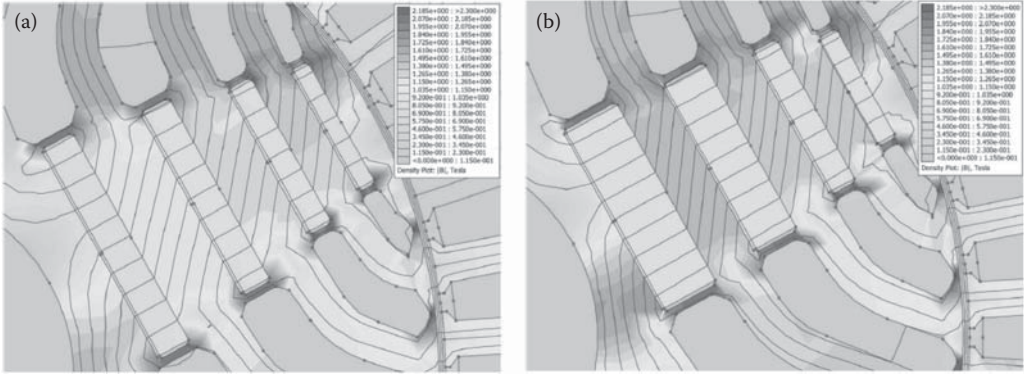 (a)
2.185e+000 : >2.300e+000
2.070e+000 : 2.185e+000
1.955e+000 : 2.070e+000
1.840e+000 : 1.955e+000
1.725e+000 : 1.840e+000
1.610e+000 : 1.725e+000
1.495e+000 : 1.610e+000
1.380e+000 : 1.495e+000
1.265e+000 : 1.380e+000
1.150e+000 : 1.265e+000
1.035e+000 : 1.150e+000
9.200e-001 : 1.035e+000
8.050e-001 : 9.200e-001
6.900e-001 : 8.050e-001
5.750e-001 : 6.900e-001
4.600e-001 : 5.750e-001
3.450e-001 : 4.600e-001
2.300e-001 : 3.450e-001
1.150e-001 : 2.300e-001
<0.000e+000 : 1.150e-001
Density Plot: |B|, Tesla
(b)
2.185e+000 : >2.300e+000
2.070e+000 : 2.185e+000
1.955e+000 : 2.070e+000
1.840e+000 : 1.955e+000
1.725e+000 : 1.840e+000
1.610e+000 : 1.725e+000
1.495e+000 : 1.610e+000
1.380e+000 : 1.495e+000
1.265e+000 : 1.380e+000
1.150e+000 : 1.265e+000
1.035e+000 : 1.150e+000
9.200e-001 : 1.035e+000
8.050e-001 : 9.200e-001
6.900e-001 : 8.050e-001
5.750e-001 : 6.900e-001
4.600e-001 : 5.750e-001
3.450e-001 : 4.600e-001
2.300e-001 : 3.450e-001
1.150e-001 : 2.300e-001
<0.000e+000 : 1.150e-001
Density Plot: |B|, Tesla